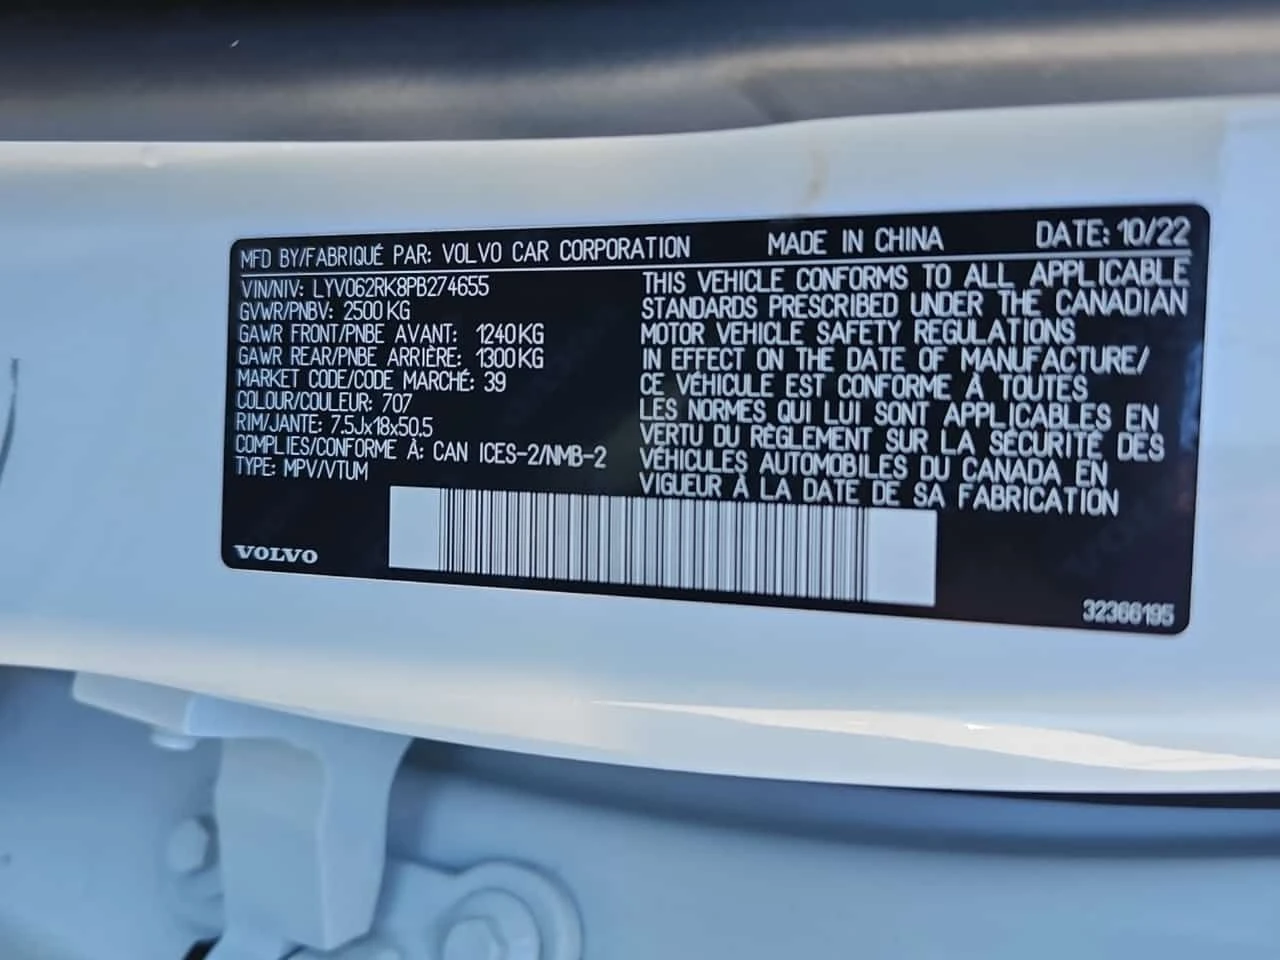 MFD BY/FABRIQUÉ PAR: VOLVO CAR CORPORATION MADE IN CHINA DATE: 10/22
VIN/NIV: LYV062RK8PB274655
GVWR/PNBV: 2500 KG
GAWR FRONT/PNBE AVANT: 1240 KG
GAWR REAR/PNBE ARRIÈRE: 1300 KG
MARKET CODE/CODE MARCHÉ: 39
COLOUR/COULEUR: 707
RIM/JANTE: 7.5Jx18x50.5
COMPLIES/CONFORME À: CAN ICES-2/NMB-2
TYPE: MPV/VTUM
THIS VEHICLE CONFORMS TO ALL APPLICABLE
STANDARDS PRESCRIBED UNDER THE CANADIAN
MOTOR VEHICLE SAFETY REGULATIONS
IN EFFECT ON THE DATE OF MANUFACTURE/
CE VÉHICULE EST CONFORME À TOUTES
LES NORMES QUI LUI SONT APPLICABLES EN
VERTU DU RÈGLEMENT SUR LA SÉCURITÉ DES
VÉHICULES AUTOMOBILES DU CANADA EN
VIGUEUR À LA DATE DE SA FABRICATION
VOLVO
32366195